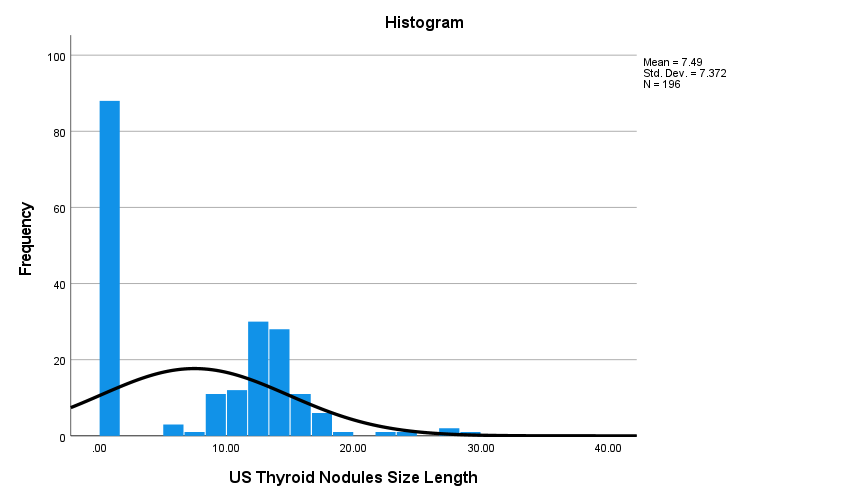 Histogram
Mean = 7.49
Std. Dev. = 7.372
N = 196
Frequency
100
80
60
40
20
0
.00
10.00
20.00
30.00
40.00
US Thyroid Nodules Size Length